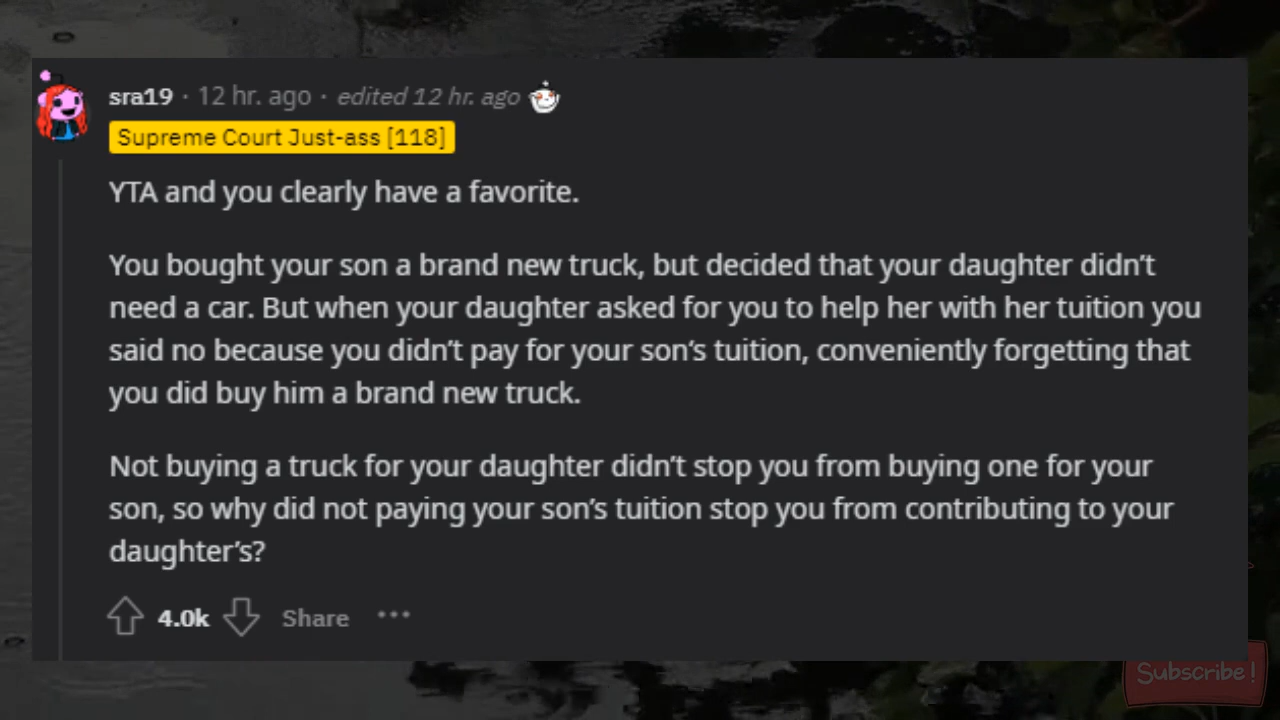 sra19 · 12 hr. ago · edited 12 hr. ago
Supreme Court Just-ass [118]
YTA and you clearly have a favorite.
You bought your son a brand new truck, but decided that your daughter didn't
need a car. But when your daughter asked for you to help her with her tuition you
said no because you didn't pay for your son's tuition, conveniently forgetting that
you did buy him a brand new truck.
Not buying a truck for your daughter didn't stop you from buying one for your
son, so why did not paying your son's tuition stop you from contributing to your
daughter's?
4.0k Share ···
Subscribe!